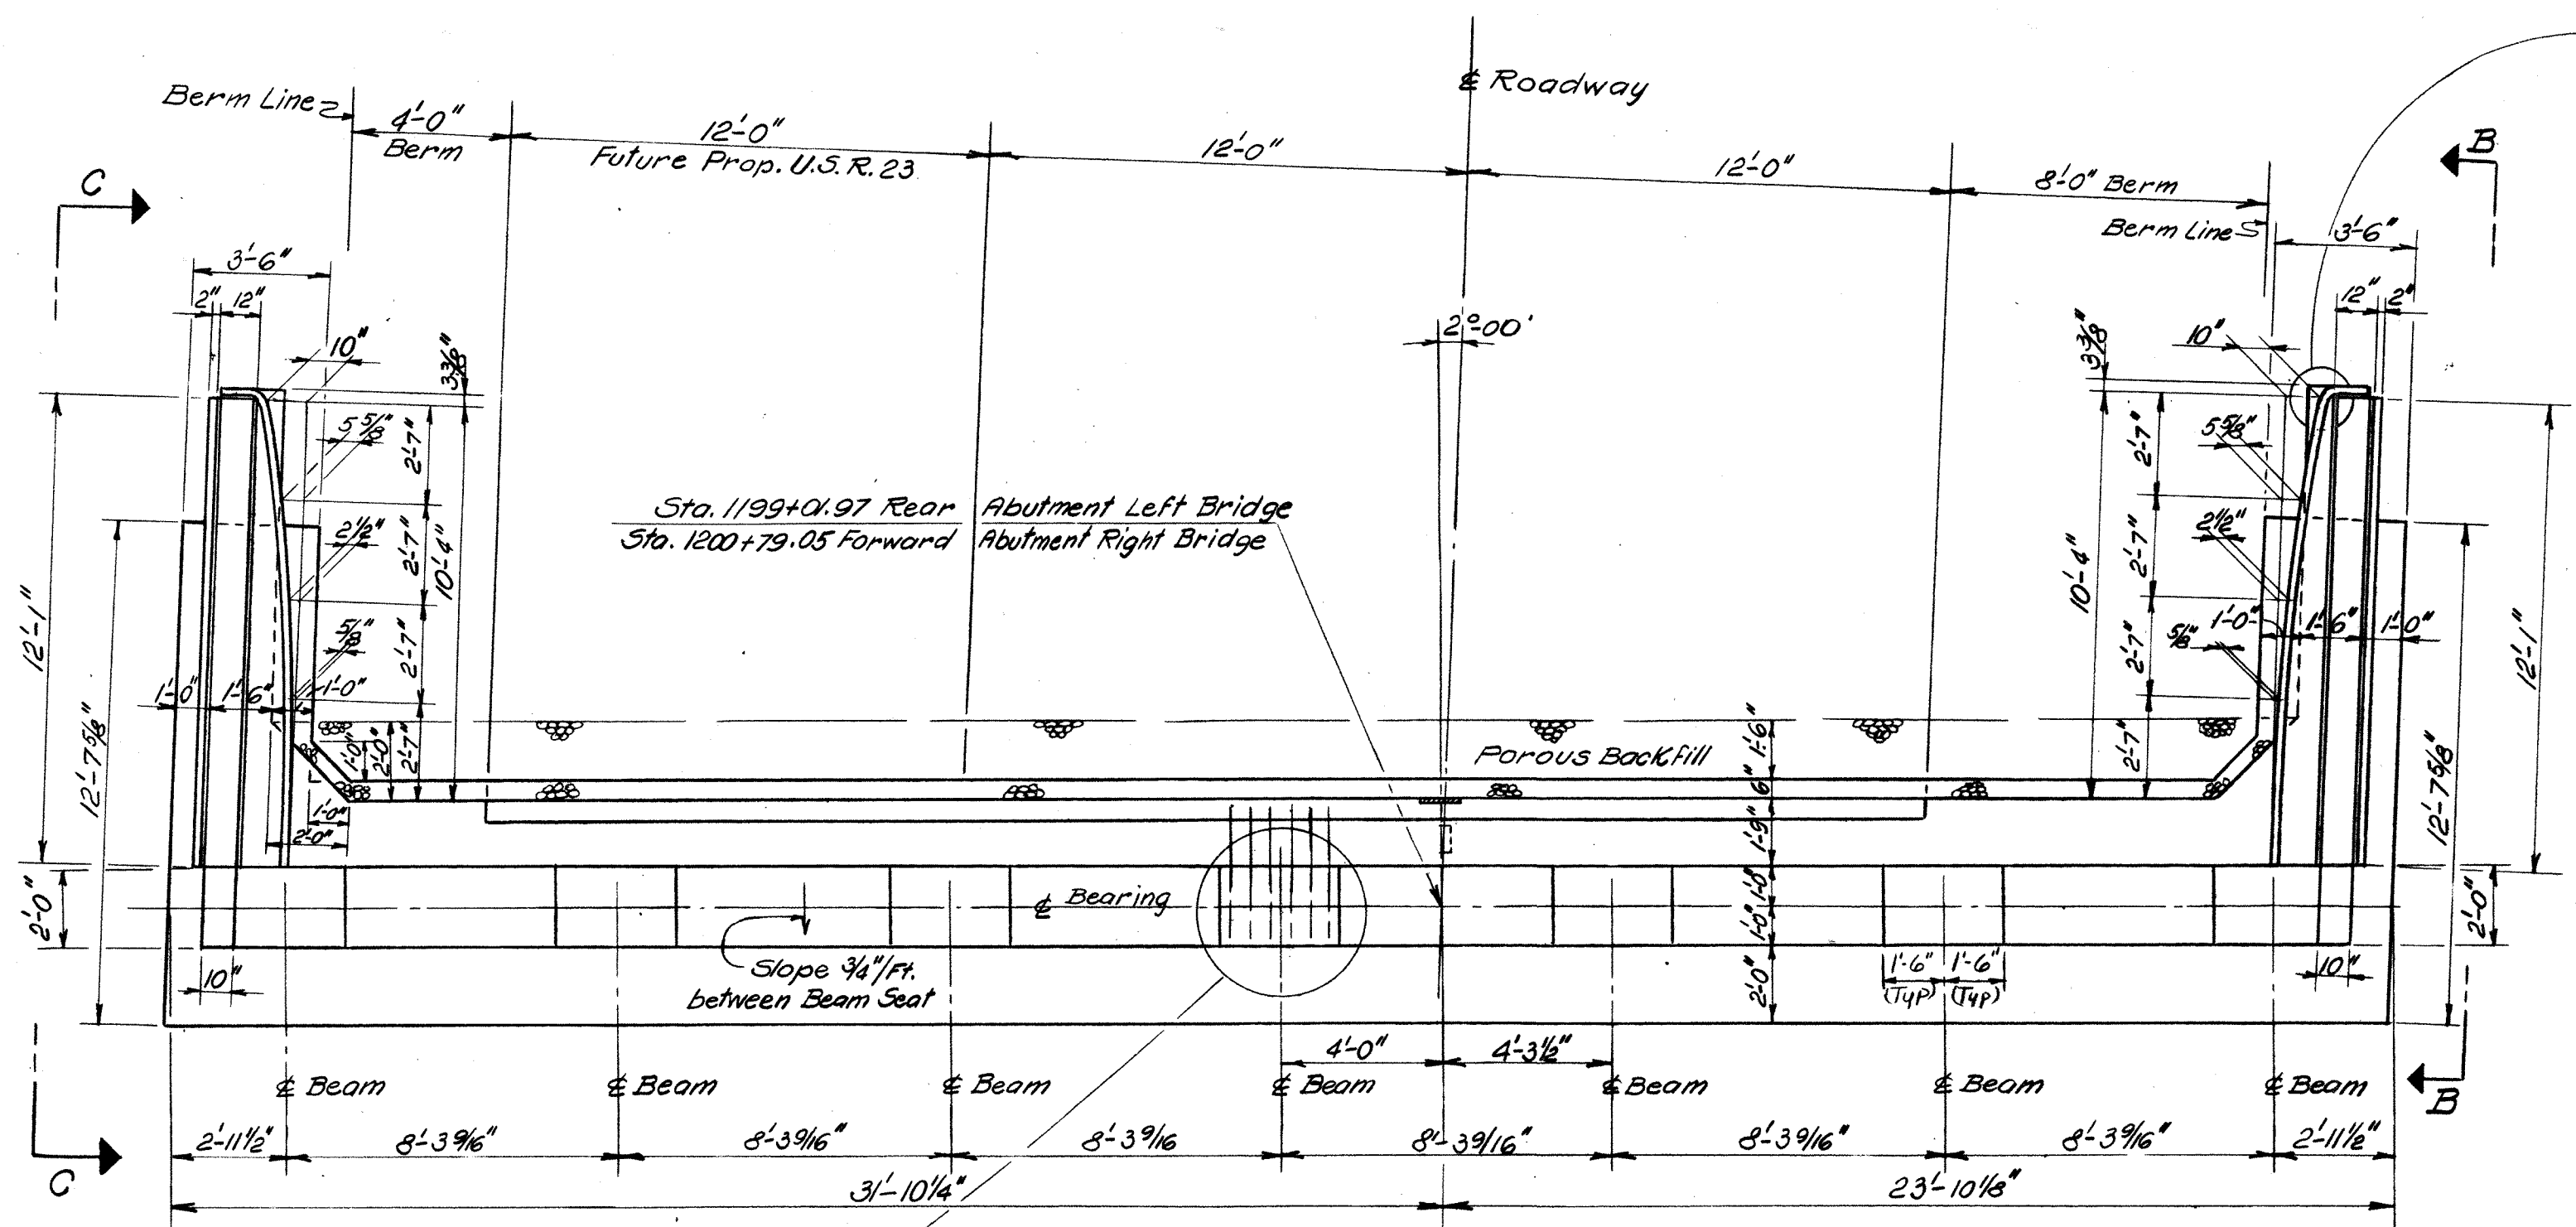 ℄ Roadway
Berm Line
4'-0"
Berm
12'-0"
Future Prop. U.S.R. 23
12'-0"
12'-0"
8'-0" Berm
Berm Line
B
C
3'-6"
3'-6"
2"
12"
12"
2"
10"
10"
2°-00'
3 3/8"
3 3/8"
5 5/8"
5 5/8"
2'-7"
2'-7"
Sta. 1199+01.97 Rear Abutment Left Bridge
Sta. 1200+79.05 Forward Abutment Right Bridge
2 1/2"
2 1/2"
2'-7"
2'-7"
10'-4"
10'-4"
12'-1"
12'-1"
5/8"
5/8"
2'-7"
2'-7"
1'-0"
1'-6"
1'-0"
1'-0"
1'-6"
1'-0"
12'-7 5/8"
12'-7 5/8"
1'-0"
2'-0"
2'-7"
2'-7"
Porous Backfill
1'-6"
6"
1'-9"
1'-0"
2'-0"
2'-0"
2'-0"
℄ Bearing
1'-0"
1'-0"
Slope 3/4"/Ft.
between Beam Seat
10"
10"
2'-0"
1'-6"
1'-6"
(Typ)
(Typ)
4'-0"
4'-3 1/2"
℄ Beam
℄ Beam
℄ Beam
℄ Beam
℄ Beam
℄ Beam
℄ Beam
B
C
2'-11 1/2"
8'-3 9/16"
8'-3 9/16"
8'-3 9/16
8'-3 9/16"
8'-3 9/16"
8'-3 9/16"
2'-11 1/2"
31'-10 1/4"
23'-10 1/8"